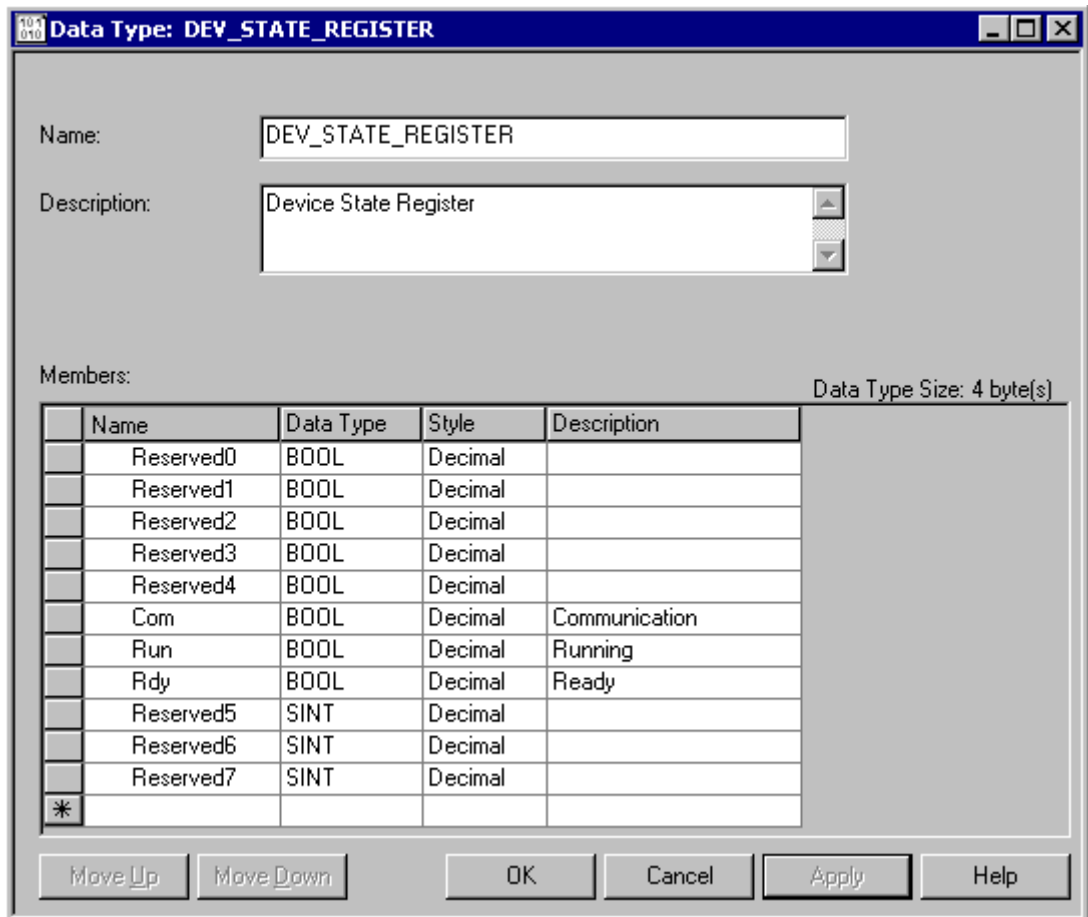 Data Type: DEV_STATE_REGISTER
Name: DEV_STATE_REGISTER
Description: Device State Register
Members:
Data Type Size: 4 byte(s)
Name Data Type Style Description
Reserved0 BOOL Decimal
Reserved1 BOOL Decimal
Reserved2 BOOL Decimal
Reserved3 BOOL Decimal
Reserved4 BOOL Decimal
Com BOOL Decimal Communication
Run BOOL Decimal Running
Rdy BOOL Decimal Ready
Reserved5 SINT Decimal
Reserved6 SINT Decimal
Reserved7 SINT Decimal
Move Up Move Down OK Cancel Apply Help